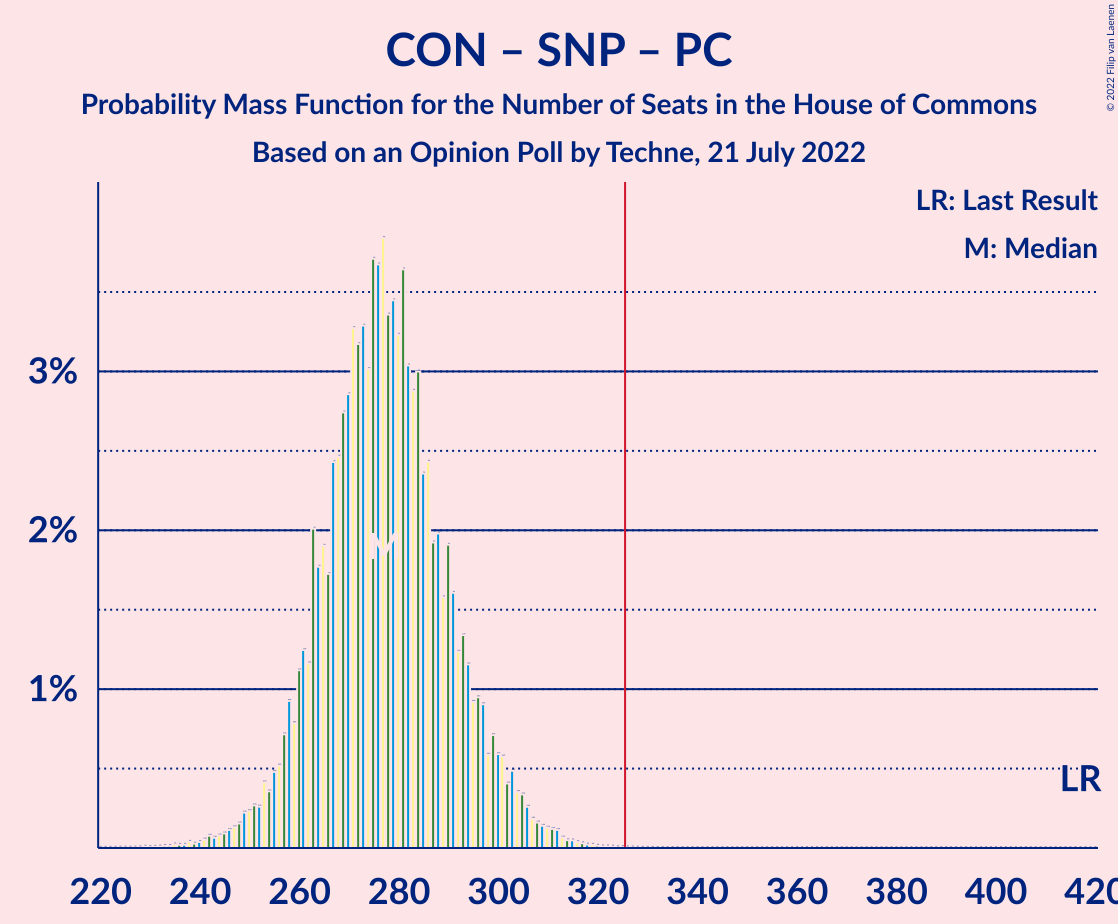 CON – SNP – PC
Probability Mass Function for the Number of Seats in the House of Commons
Based on an Opinion Poll by Techne, 21 July 2022
© 2022 Filip van Laenen
LR: Last Result
M: Median
3%
2%
1%
M
LR
220 240 260 280 300 320 340 360 380 400 420